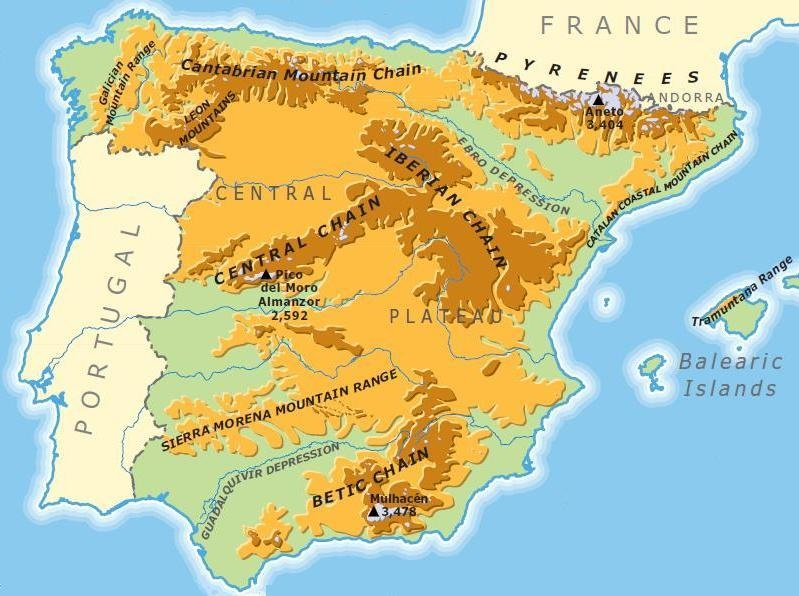 FRANCE
PYRENEES
ANDORRA
Aneto
3,404
Galician
Mountain Range
Cantabrian Mountain Chain
LEON
MOUNTAINS
IBERIAN CHAIN
EBRO DEPRESSION
CATALAN COASTAL MOUNTAIN CHAIN
CENTRAL
CENTRAL CHAIN
Pico
del Moro
Almanzor
2,592
PLATEAU
PORTUGAL
Tramuntana Range
Balearic
Islands
SIERRA MORENA MOUNTAIN RANGE
GUADALQUIVIR DEPRESSION
BETIC CHAIN
Mulhacén
3,478